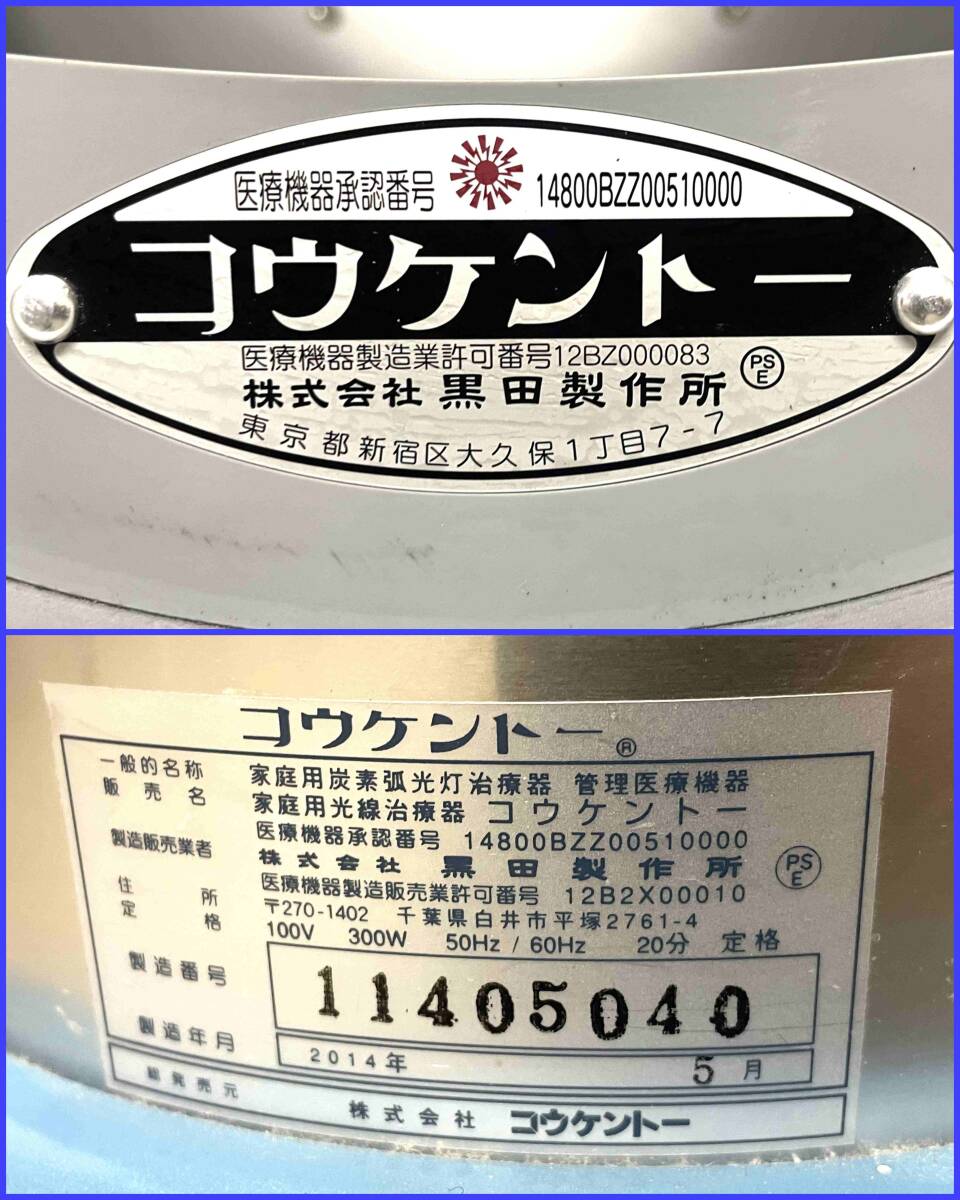 医療機器承認番号 14800BZZ00510000
コウケントー
医療機器製造業許可番号12BZ000083
株式会社 黒田製作所 PSE
東京都新宿区大久保1丁目7-7
コウケントー®
一般的名称 家庭用炭素弧光灯治療器 管理医療機器
販売名 家庭用光線治療器 コウケントー
医療機器承認番号 14800BZZ00510000
製造販売業者 株式会社 黒田製作所 PSE
医療機器製造販売業許可番号 12B2X00010
住所 〒270-1402 千葉県白井市平塚2761-4
定格 100V 300W 50Hz / 60Hz 20分 定格
製造番号 11405040
製造年月 2014年 5月
総発売元 株式会社 コウケントー